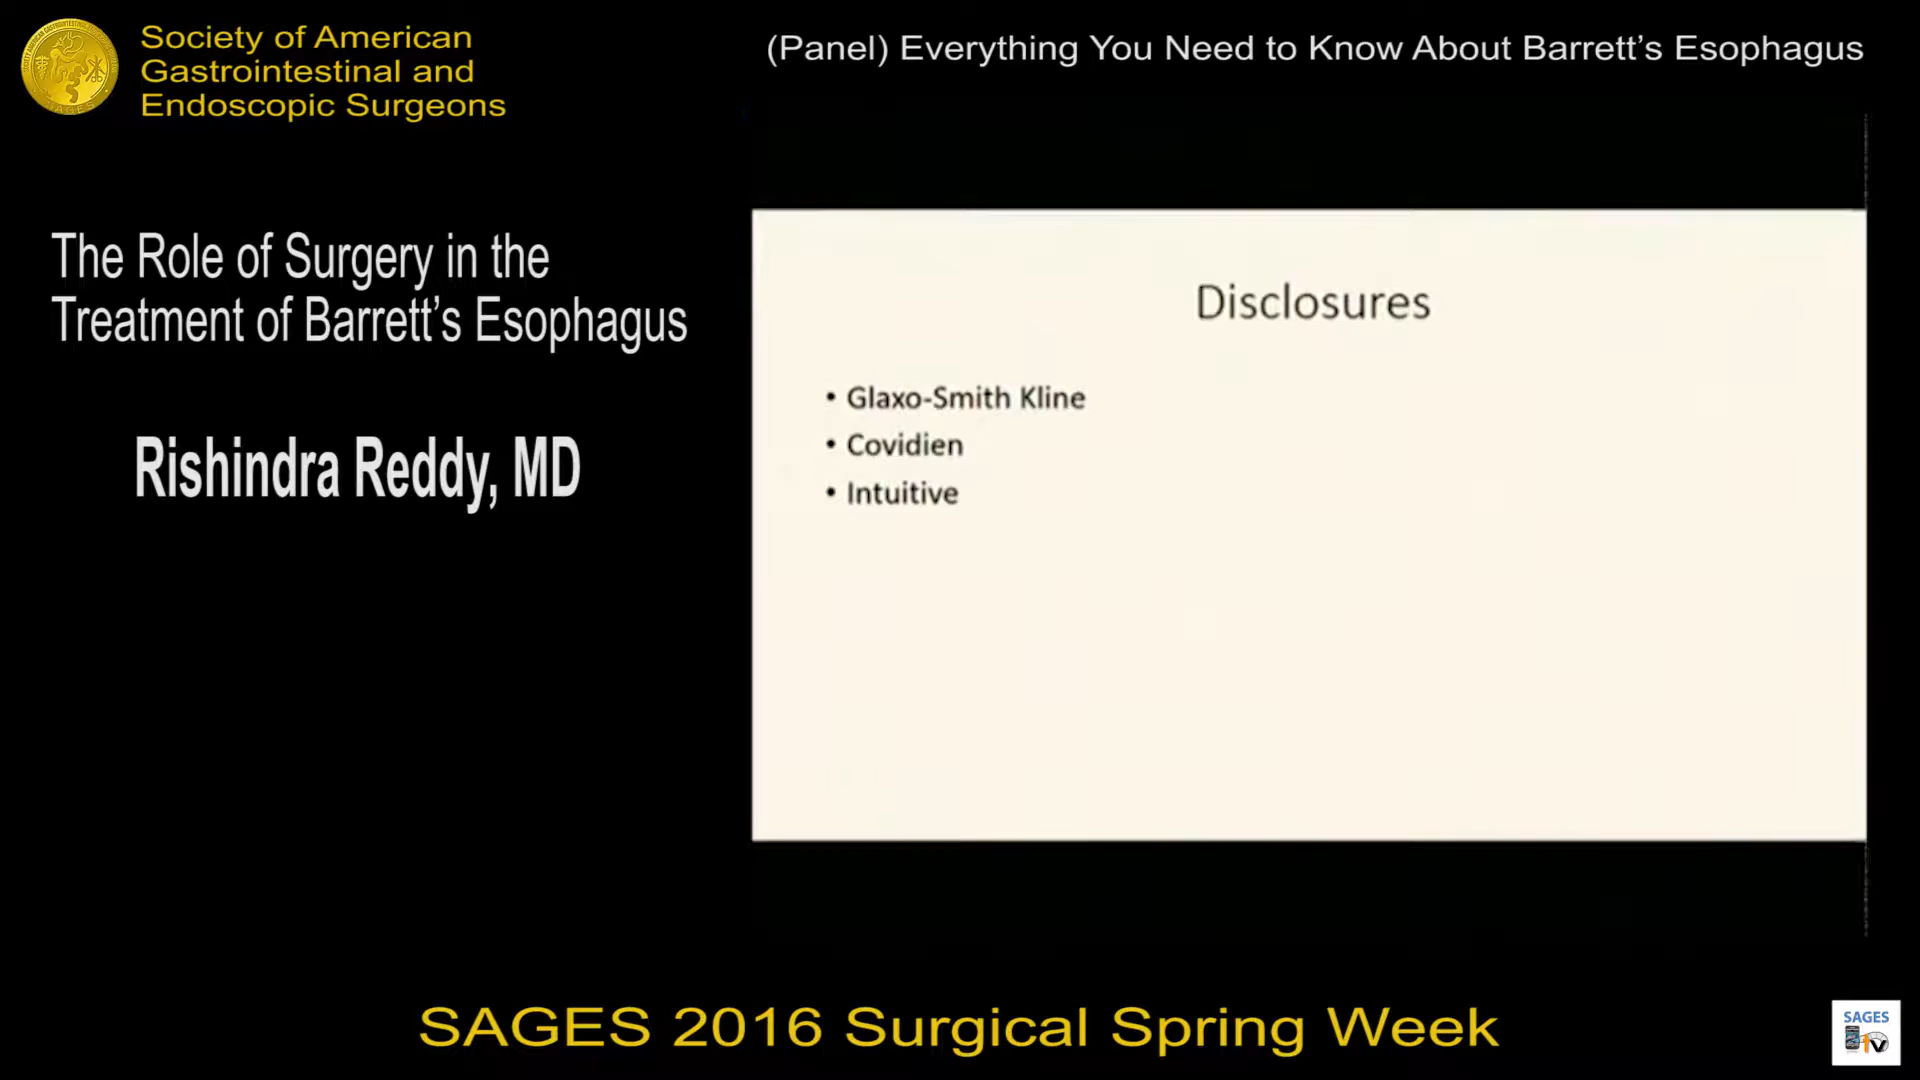 Society of American
Gastrointestinal and
Endoscopic Surgeons
(Panel) Everything You Need to Know About Barrett’s Esophagus
The Role of Surgery in the
Treatment of Barrett’s Esophagus
Rishindra Reddy, MD
Disclosures
• Glaxo-Smith Kline
• Covidien
• Intuitive
SAGES 2016 Surgical Spring Week
SAGES
TV